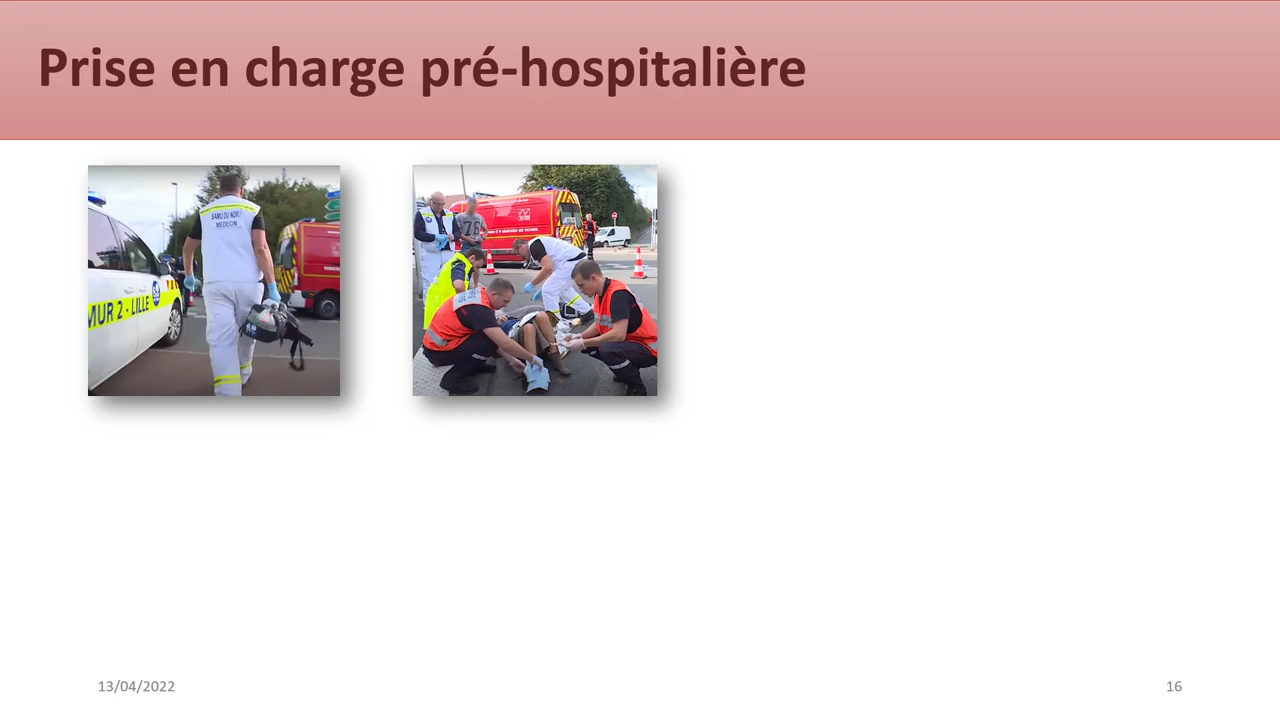 Prise en charge pré-hospitalière
SAMU DU NORD
MEDECIN
MUR 2 - LILLE
13/04/2022
16